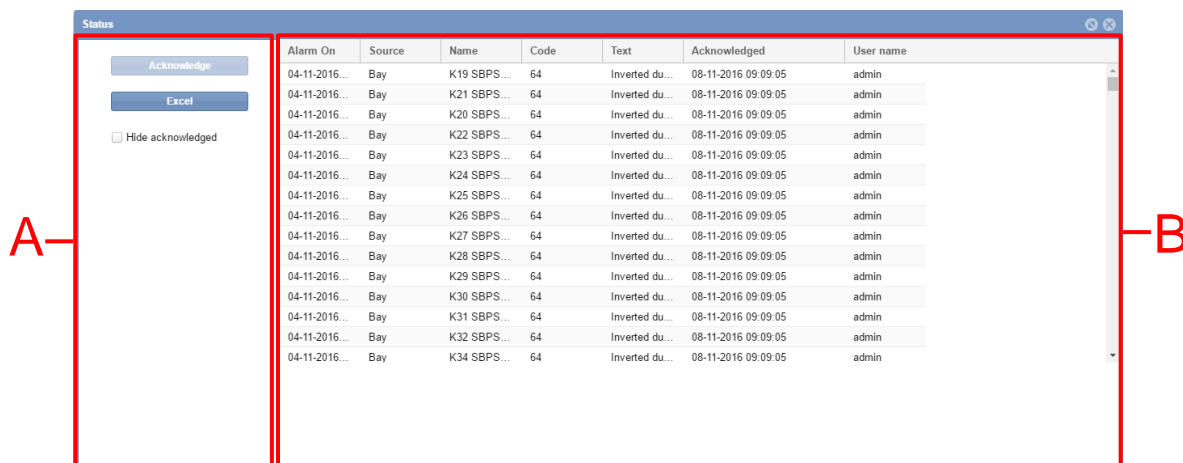 Status
Acknowledge
Excel
Hide acknowledged
A
Alarm On Source Name Code Text Acknowledged User name
04-11-2016... Bay K19 SBPS... 64 Inverted du... 08-11-2016 09:09:05 admin
04-11-2016... Bay K21 SBPS... 64 Inverted du... 08-11-2016 09:09:05 admin
04-11-2016... Bay K20 SBPS... 64 Inverted du... 08-11-2016 09:09:05 admin
04-11-2016... Bay K22 SBPS... 64 Inverted du... 08-11-2016 09:09:05 admin
04-11-2016... Bay K23 SBPS... 64 Inverted du... 08-11-2016 09:09:05 admin
04-11-2016... Bay K24 SBPS... 64 Inverted du... 08-11-2016 09:09:05 admin
04-11-2016... Bay K25 SBPS... 64 Inverted du... 08-11-2016 09:09:05 admin
04-11-2016... Bay K26 SBPS... 64 Inverted du... 08-11-2016 09:09:05 admin
04-11-2016... Bay K27 SBPS... 64 Inverted du... 08-11-2016 09:09:05 admin
04-11-2016... Bay K28 SBPS... 64 Inverted du... 08-11-2016 09:09:05 admin
04-11-2016... Bay K29 SBPS... 64 Inverted du... 08-11-2016 09:09:05 admin
04-11-2016... Bay K30 SBPS... 64 Inverted du... 08-11-2016 09:09:05 admin
04-11-2016... Bay K31 SBPS... 64 Inverted du... 08-11-2016 09:09:05 admin
04-11-2016... Bay K32 SBPS... 64 Inverted du... 08-11-2016 09:09:05 admin
04-11-2016... Bay K34 SBPS... 64 Inverted du... 08-11-2016 09:09:05 admin
B